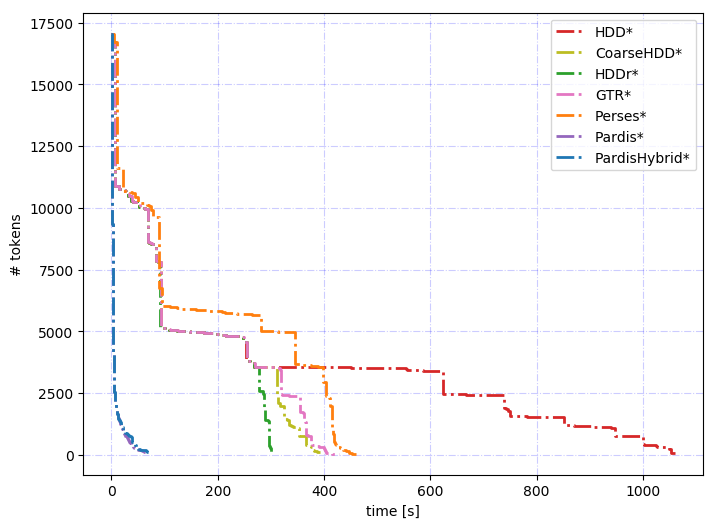 17500
15000
12500
10000
7500
5000
2500
0
# tokens
HDD*
CoarseHDD*
HDDr*
GTR*
Perses*
Pardis*
PardisHybrid*
0 200 400 600 800 1000
time [s]